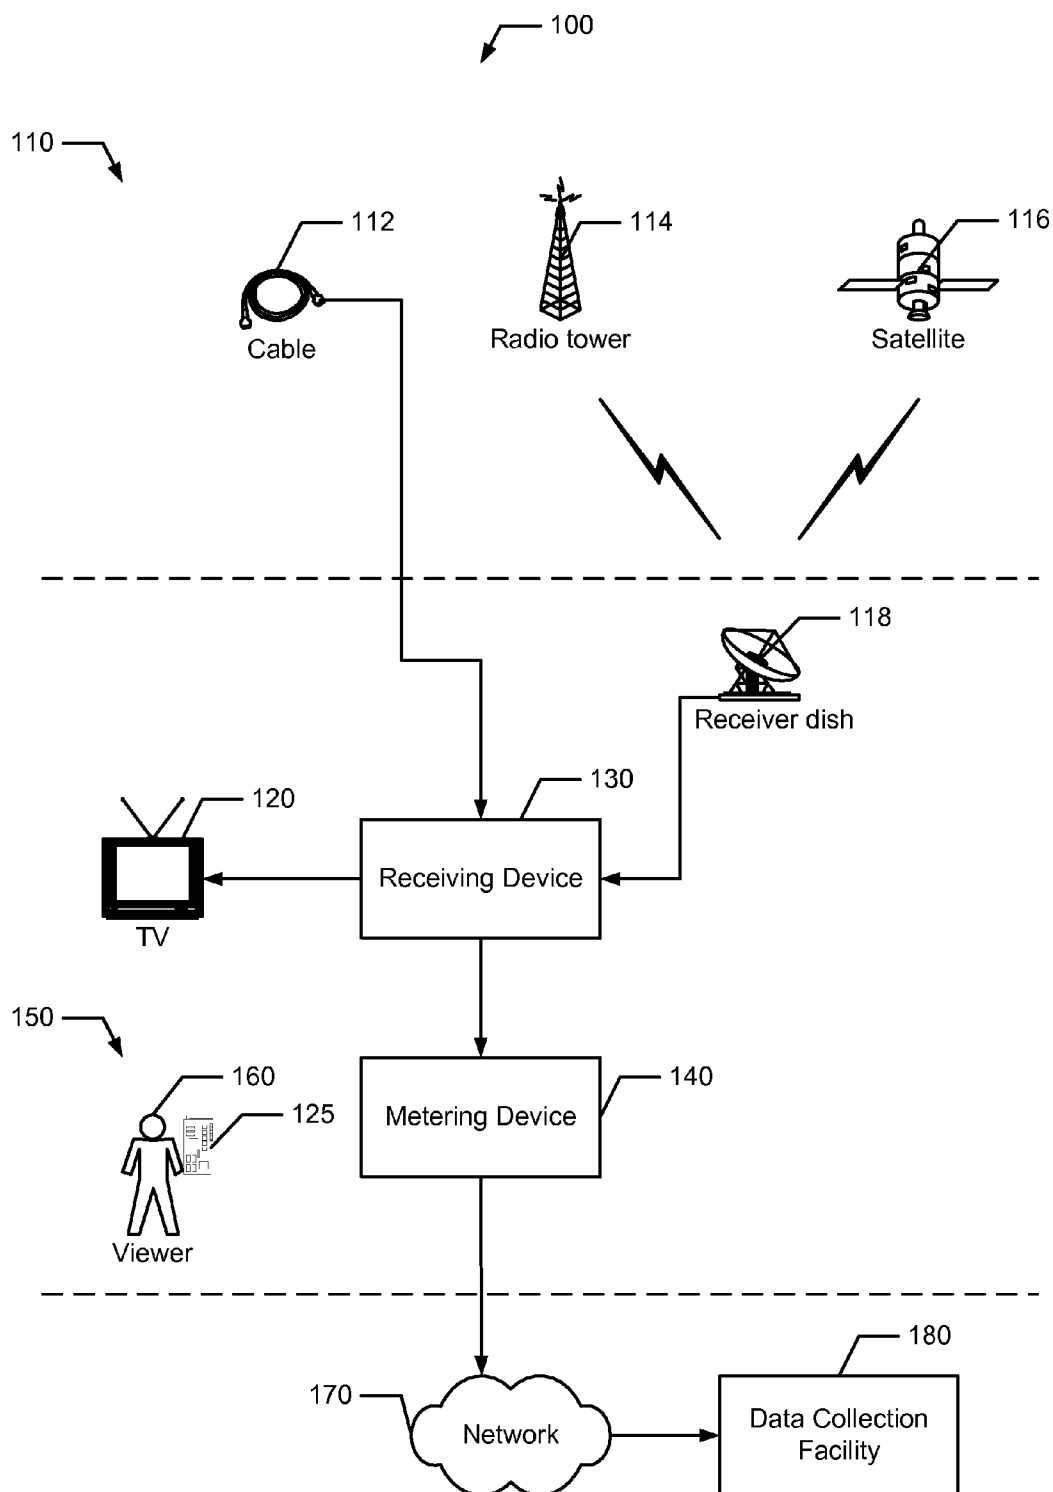 100
110
112
114
116
Cable
Radio tower
Satellite
118
Receiver dish
130
120
Receiving Device
TV
150
160
125
140
Metering Device
Viewer
180
170
Network
Data Collection
Facility